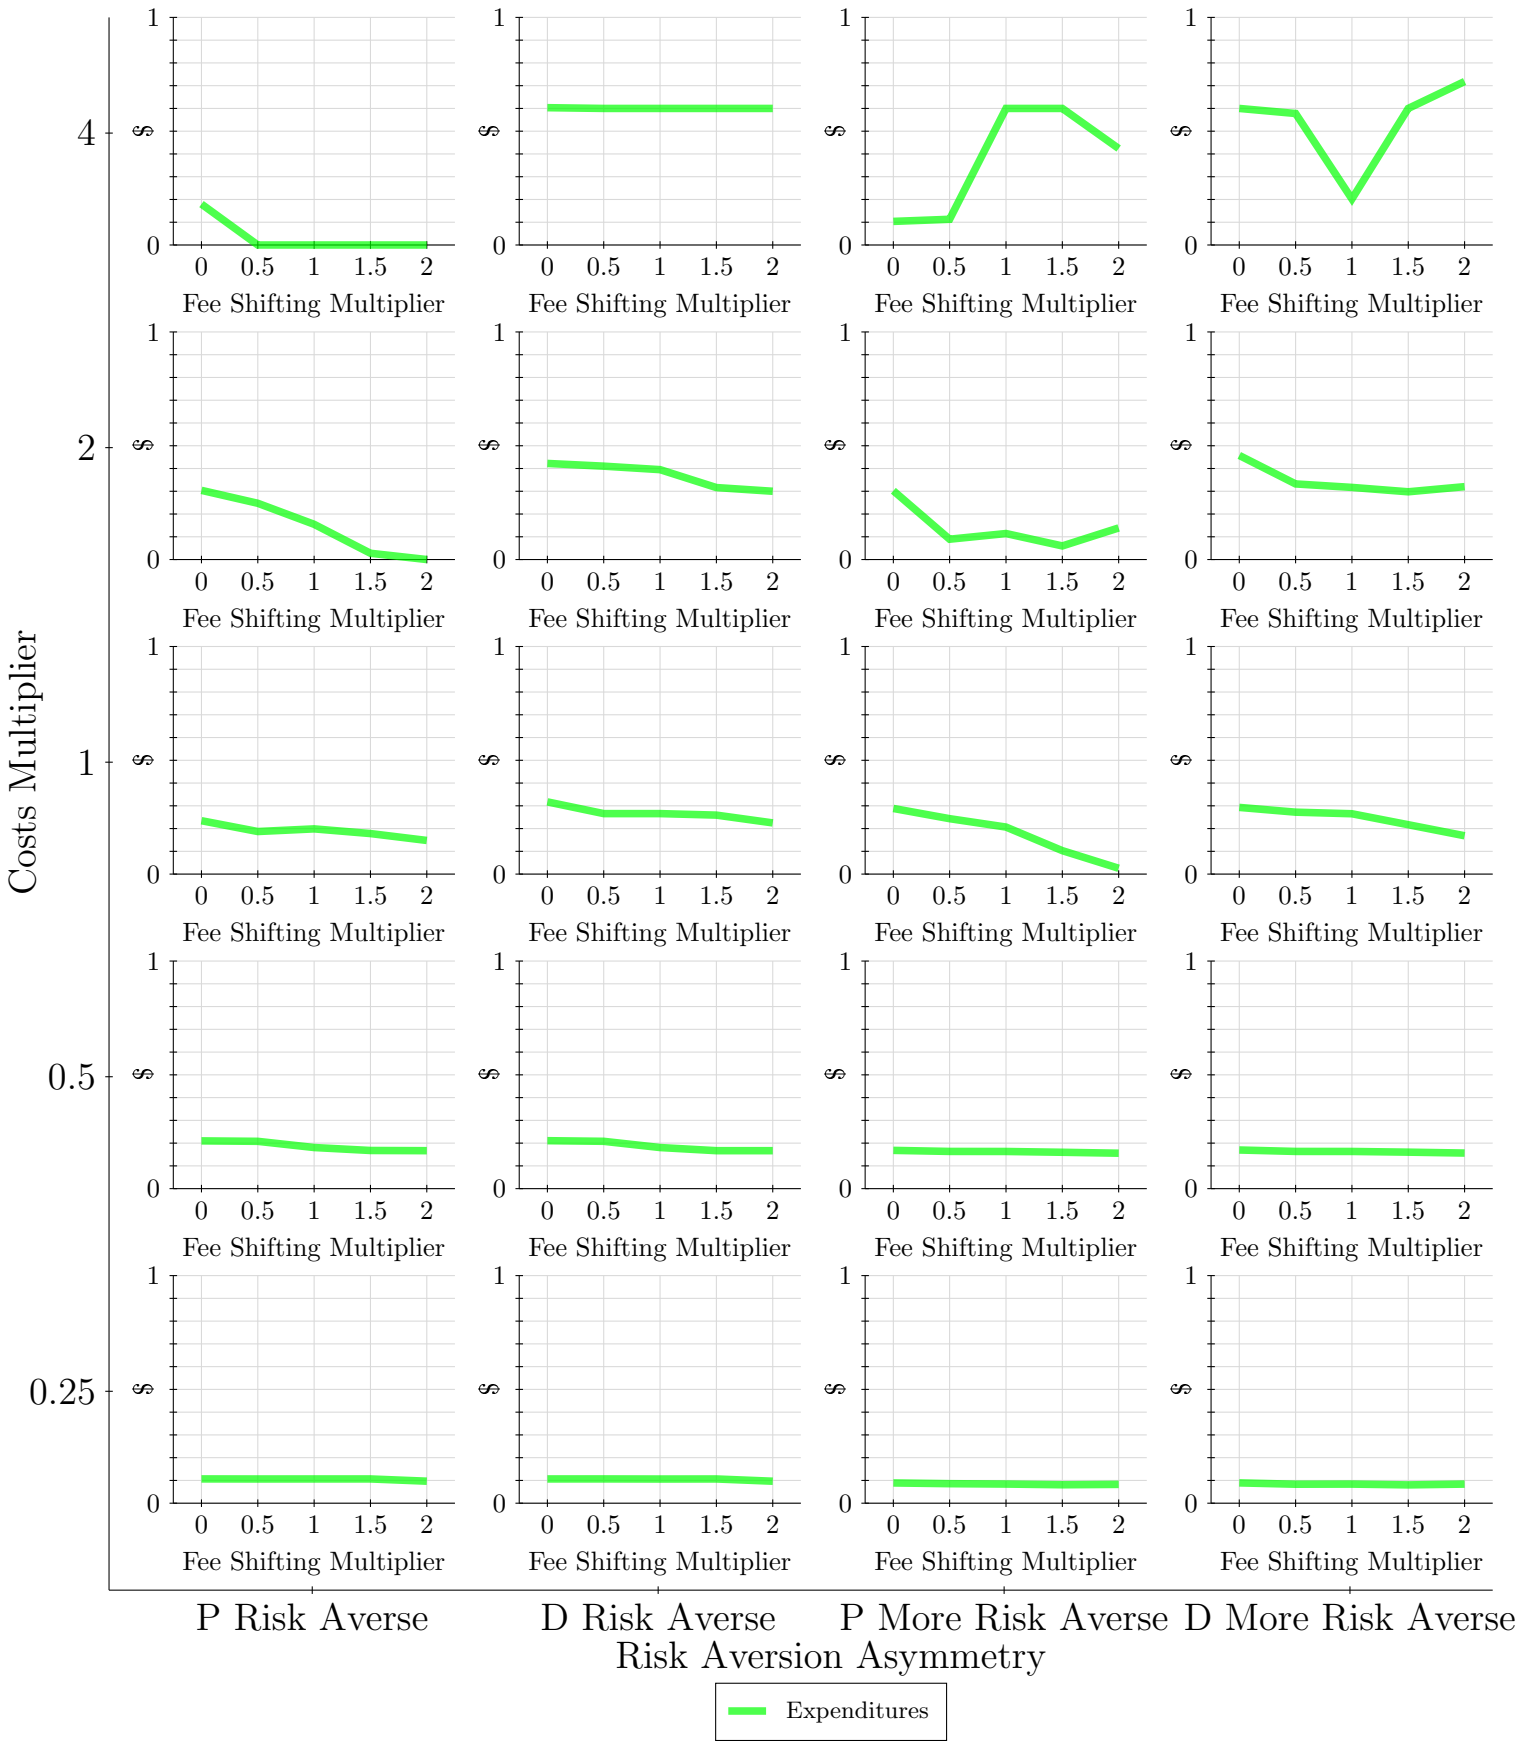 1 1 1 1
4 $ $ $ $
0 0 0 0
0 0.5 1 1.5 2 0 0.5 1 1.5 2 0 0.5 1 1.5 2 0 0.5 1 1.5 2
Fee Shifting Multiplier Fee Shifting Multiplier Fee Shifting Multiplier Fee Shifting Multiplier
1 1 1 1
2 $ $ $ $
0 0 0 0
0 0.5 1 1.5 2 0 0.5 1 1.5 2 0 0.5 1 1.5 2 0 0.5 1 1.5 2
Fee Shifting Multiplier Fee Shifting Multiplier Fee Shifting Multiplier Fee Shifting Multiplier
Costs Multiplier
1 1 1 1
1 $ $ $ $
0 0 0 0
0 0.5 1 1.5 2 0 0.5 1 1.5 2 0 0.5 1 1.5 2 0 0.5 1 1.5 2
Fee Shifting Multiplier Fee Shifting Multiplier Fee Shifting Multiplier Fee Shifting Multiplier
1 1 1 1
0.5 $ $ $ $
0 0 0 0
0 0.5 1 1.5 2 0 0.5 1 1.5 2 0 0.5 1 1.5 2 0 0.5 1 1.5 2
Fee Shifting Multiplier Fee Shifting Multiplier Fee Shifting Multiplier Fee Shifting Multiplier
1 1 1 1
0.25 $ $ $ $
0 0 0 0
0 0.5 1 1.5 2 0 0.5 1 1.5 2 0 0.5 1 1.5 2 0 0.5 1 1.5 2
Fee Shifting Multiplier Fee Shifting Multiplier Fee Shifting Multiplier Fee Shifting Multiplier
P Risk Averse D Risk Averse P More Risk Averse D More Risk Averse
Risk Aversion Asymmetry
Expenditures